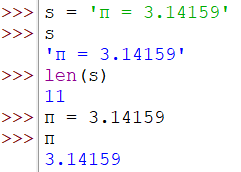 >>> s = 'π = 3.14159'
>>> s
'π = 3.14159'
>>> len(s)
11
>>> π = 3.14159
>>> π
3.14159